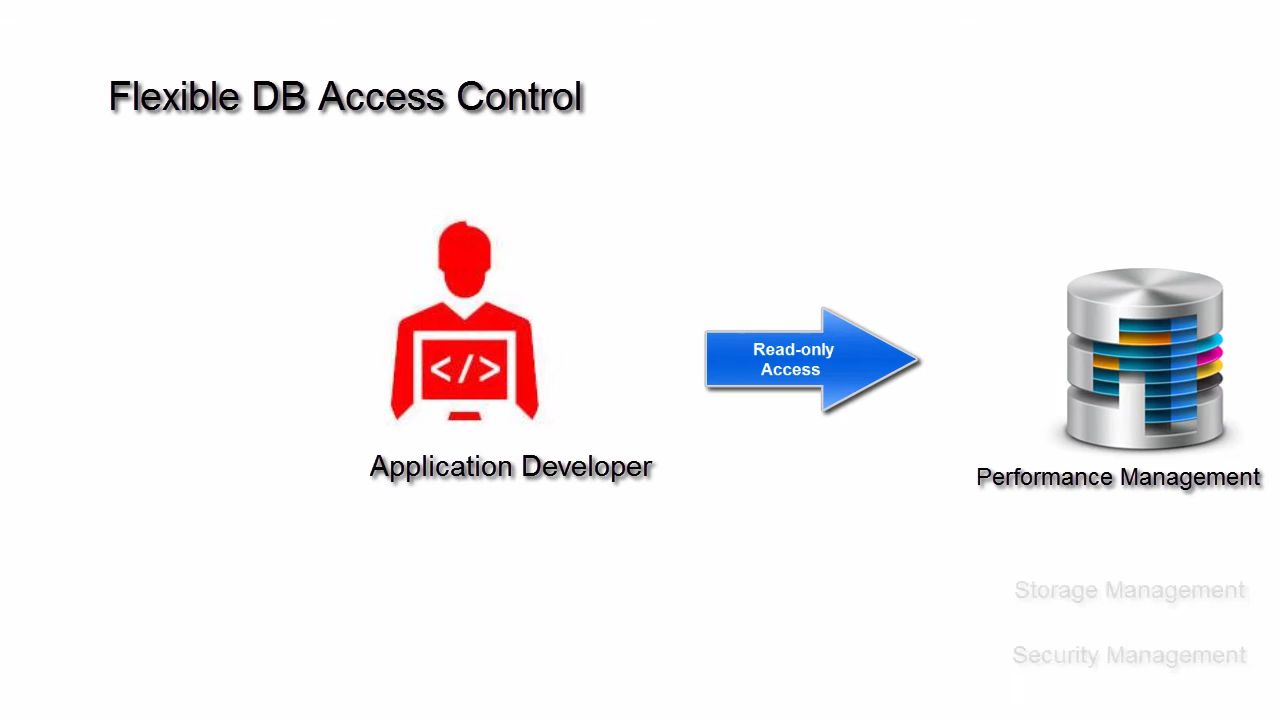 Flexible DB Access Control
</>
Read-only
Access
Application Developer
Performance Management
Storage Management
Security Management